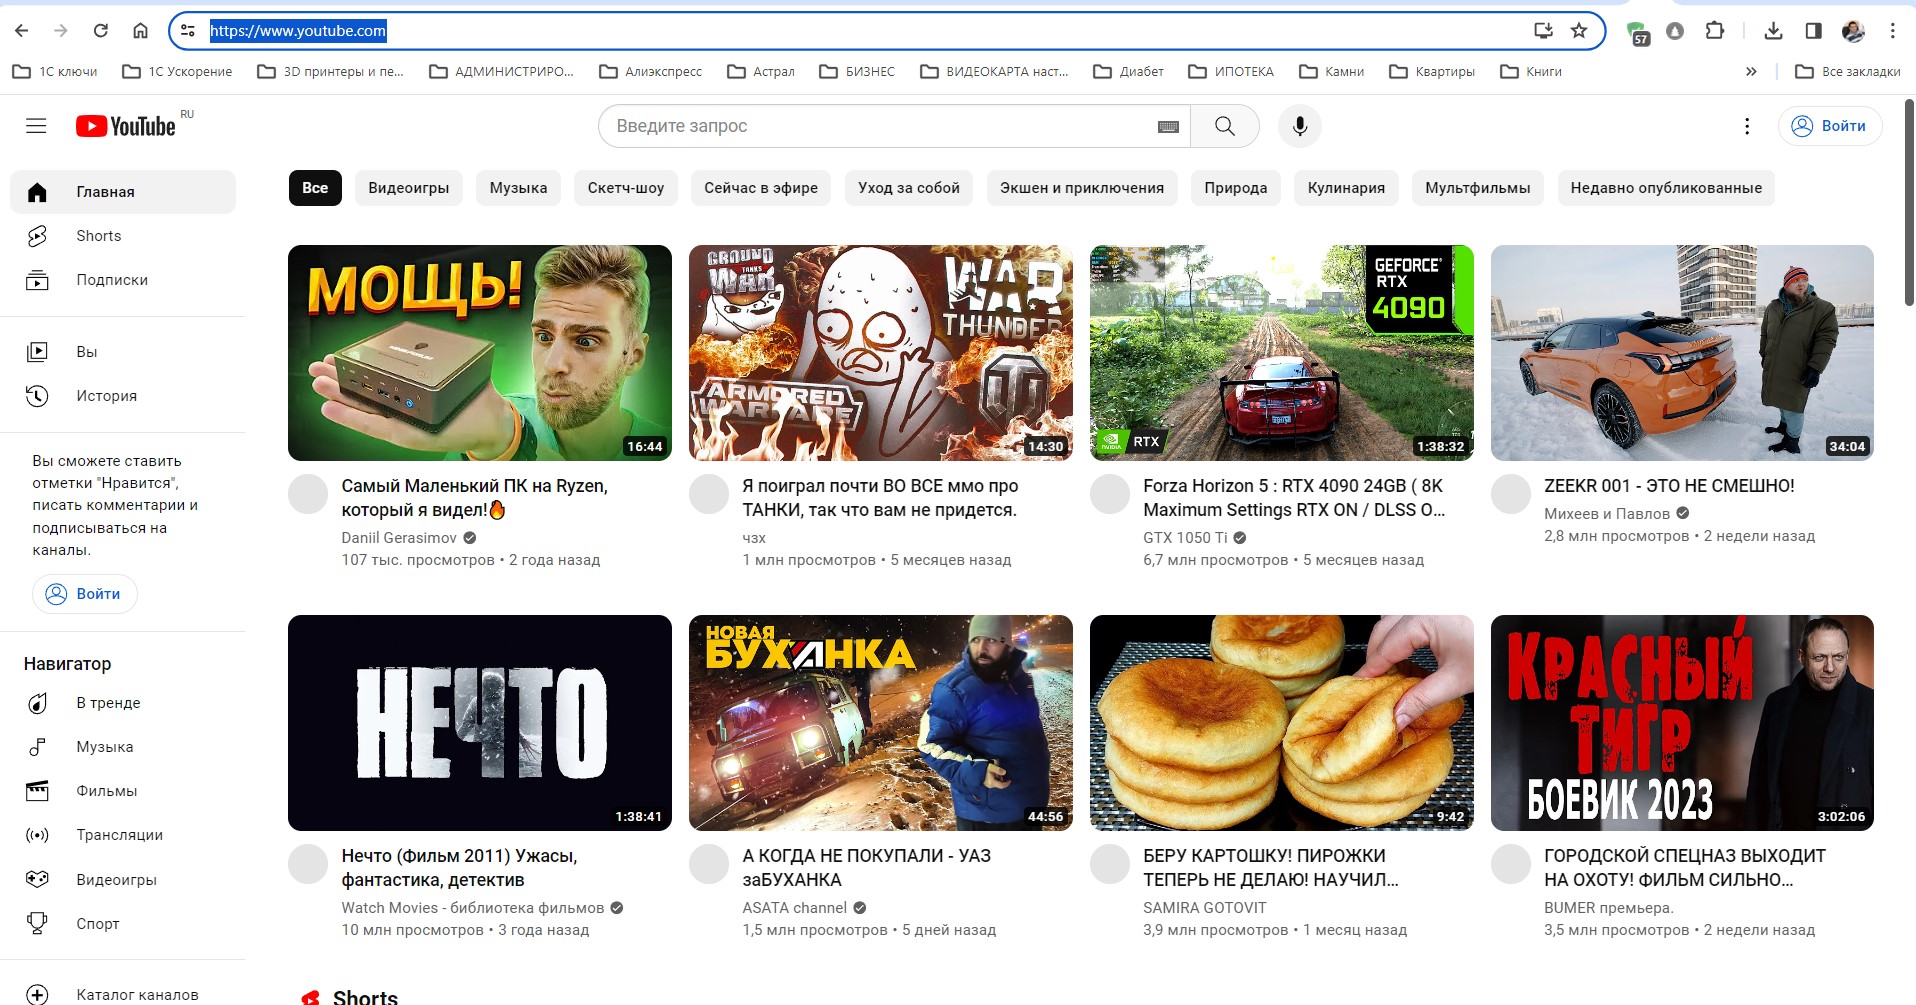 https://www.youtube.com
57
1С ключи
1С Ускорение
3D принтеры и пе...
АДМИНИСТРИРО...
Алиэкспресс
Астрал
БИЗНЕС
ВИДЕОКАРТА наст...
Диабет
ИПОТЕКА
Камни
Квартиры
Книги
Все закладки
YouTube RU
Введите запрос
Войти
Главная
Shorts
Подписки
Вы
История
Вы сможете ставить
отметки "Нравится",
писать комментарии и
подписываться на
каналы.
Войти
Навигатор
В тренде
Музыка
Фильмы
Трансляции
Видеоигры
Спорт
Каталог каналов
Все
Видеоигры
Музыка
Скетч-шоу
Сейчас в эфире
Уход за собой
Экшен и приключения
Природа
Кулинария
Мультфильмы
Недавно опубликованные
МОЩЬ!
16:44
Самый Маленький ПК на Ryzen,
который я видел!🔥
Daniil Gerasimov
107 тыс. просмотров • 2 года назад
GROUND
WAR
TANKS
WAR
THUNDER
ARMORED
WARFARE
14:30
Я поиграл почти ВО ВСЕ ммо про
ТАНКИ, так что вам не придется.
чзх
1 млн просмотров • 5 месяцев назад
GEFORCE
RTX
4090
NVIDIA
RTX
1:38:32
Forza Horizon 5 : RTX 4090 24GB ( 8K
Maximum Settings RTX ON / DLSS O...
GTX 1050 Ti
6,7 млн просмотров • 5 месяцев назад
34:04
ZEEKR 001 - ЭТО НЕ СМЕШНО!
Михеев и Павлов
2,8 млн просмотров • 2 недели назад
НЕЧТО
1:38:41
Нечто (Фильм 2011) Ужасы,
фантастика, детектив
Watch Movies - библиотека фильмов
10 млн просмотров • 3 года назад
НОВАЯ
БУХАНКА
44:56
А КОГДА НЕ ПОКУПАЛИ - УАЗ
заБУХАНКА
ASATA channel
1,5 млн просмотров • 5 дней назад
9:42
БЕРУ КАРТОШКУ! ПИРОЖКИ
ТЕПЕРЬ НЕ ДЕЛАЮ! НАУЧИЛ...
SAMIRA GOTOVIT
3,9 млн просмотров • 1 месяц назад
КРАСНЫЙ
ТИГР
БОЕВИК 2023
3:02:06
ГОРОДСКОЙ СПЕЦНАЗ ВЫХОДИТ
НА ОХОТУ! ФИЛЬМ СИЛЬНО...
BUMER премьера.
3,5 млн просмотров • 2 недели назад
Shorts